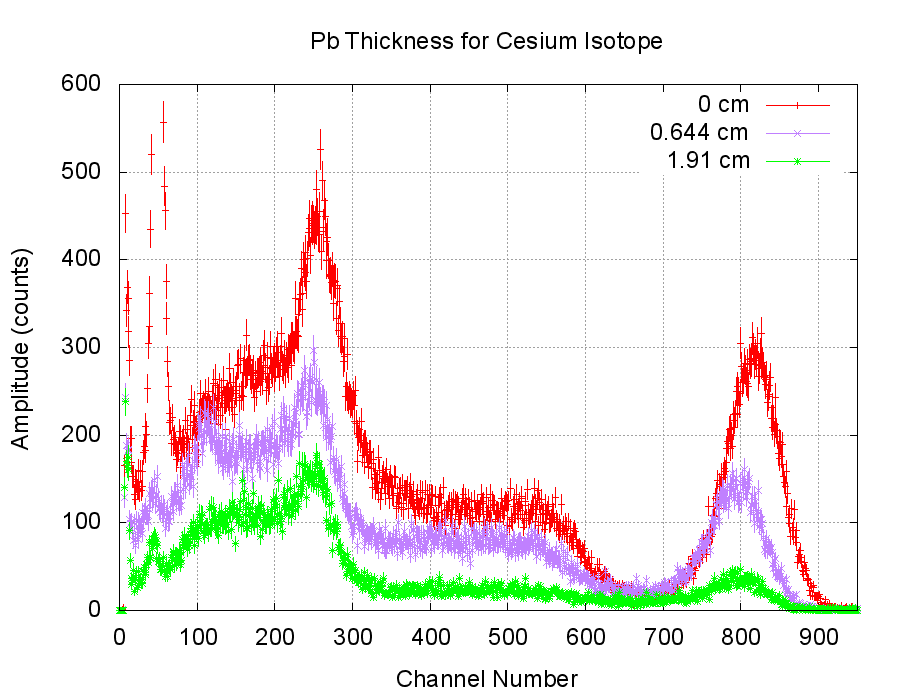 Pb Thickness for Cesium Isotope
0 cm
0.644 cm
1.91 cm
600
500
400
300
200
100
0
Amplitude (counts)
0 100 200 300 400 500 600 700 800 900
Channel Number